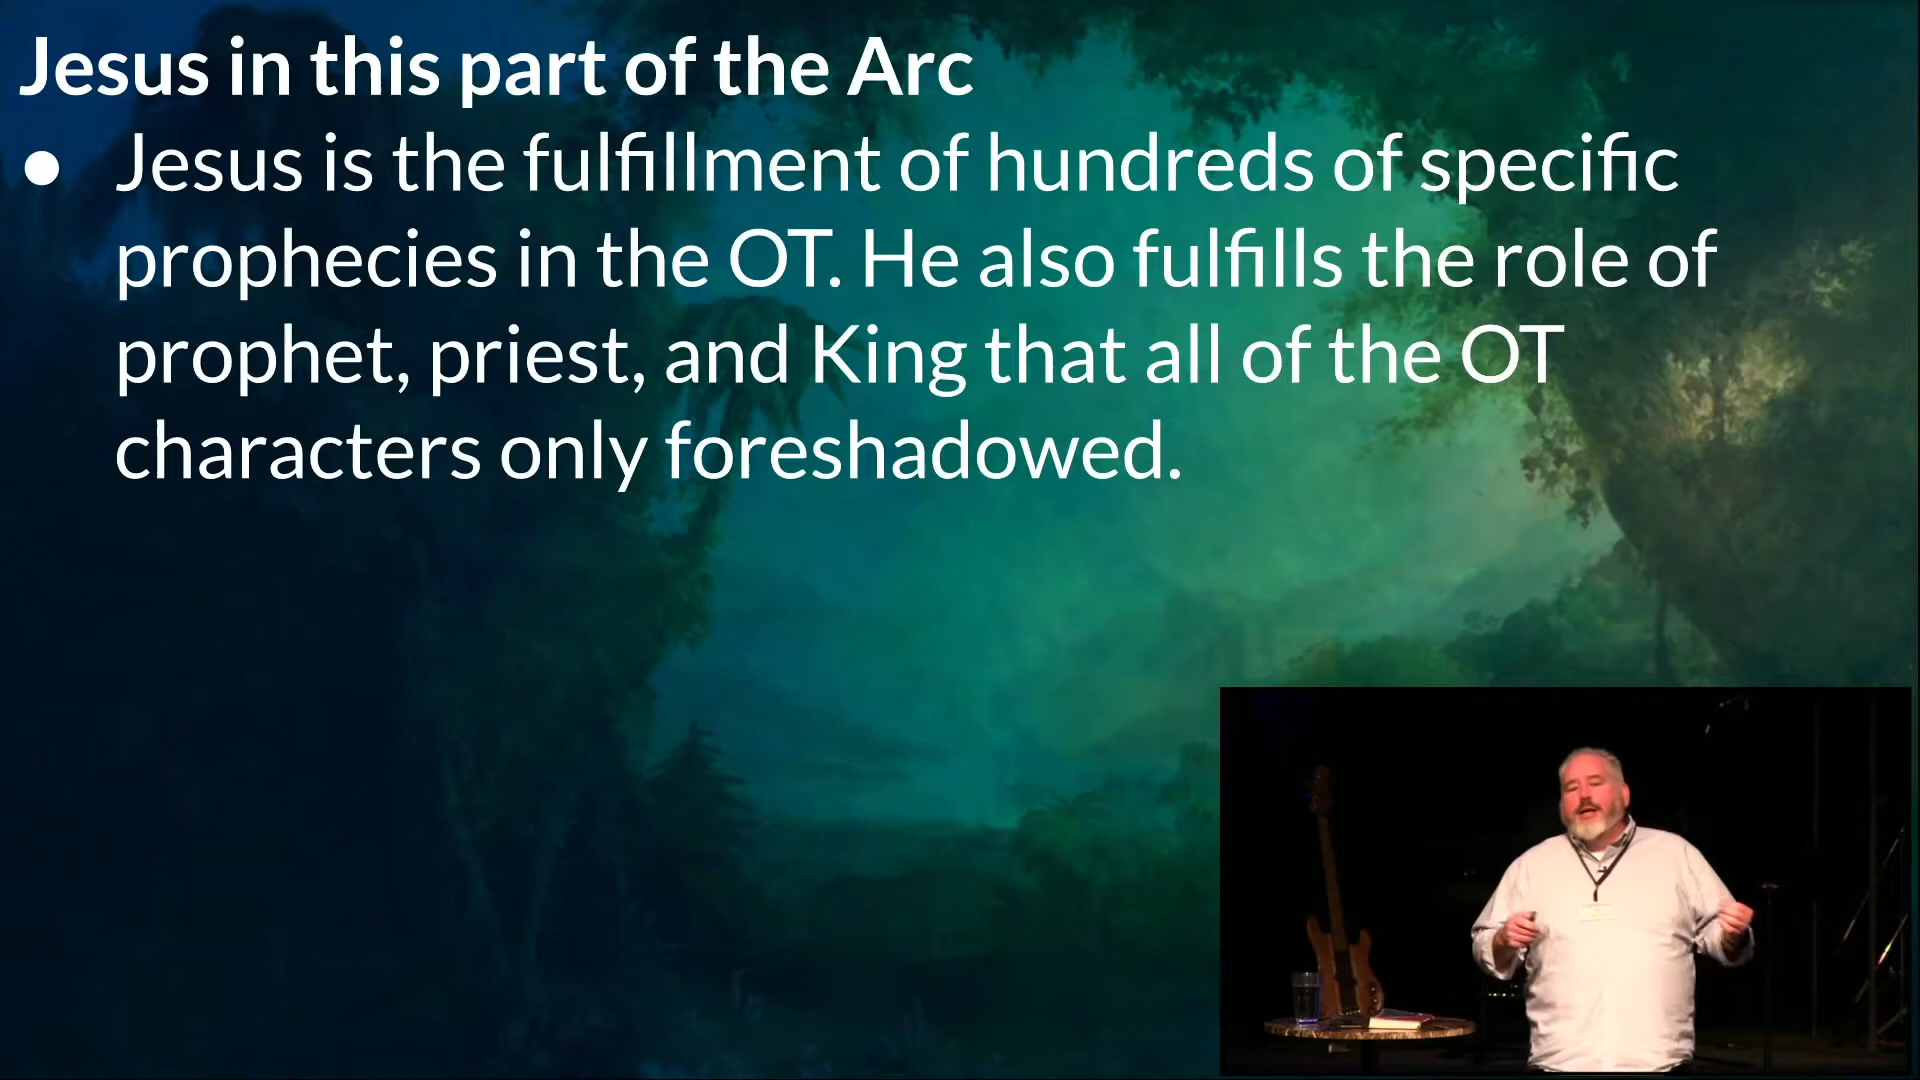 Jesus in this part of the Arc
● Jesus is the fulfillment of hundreds of specific
prophecies in the OT. He also fulfills the role of
prophet, priest, and King that all of the OT
characters only foreshadowed.